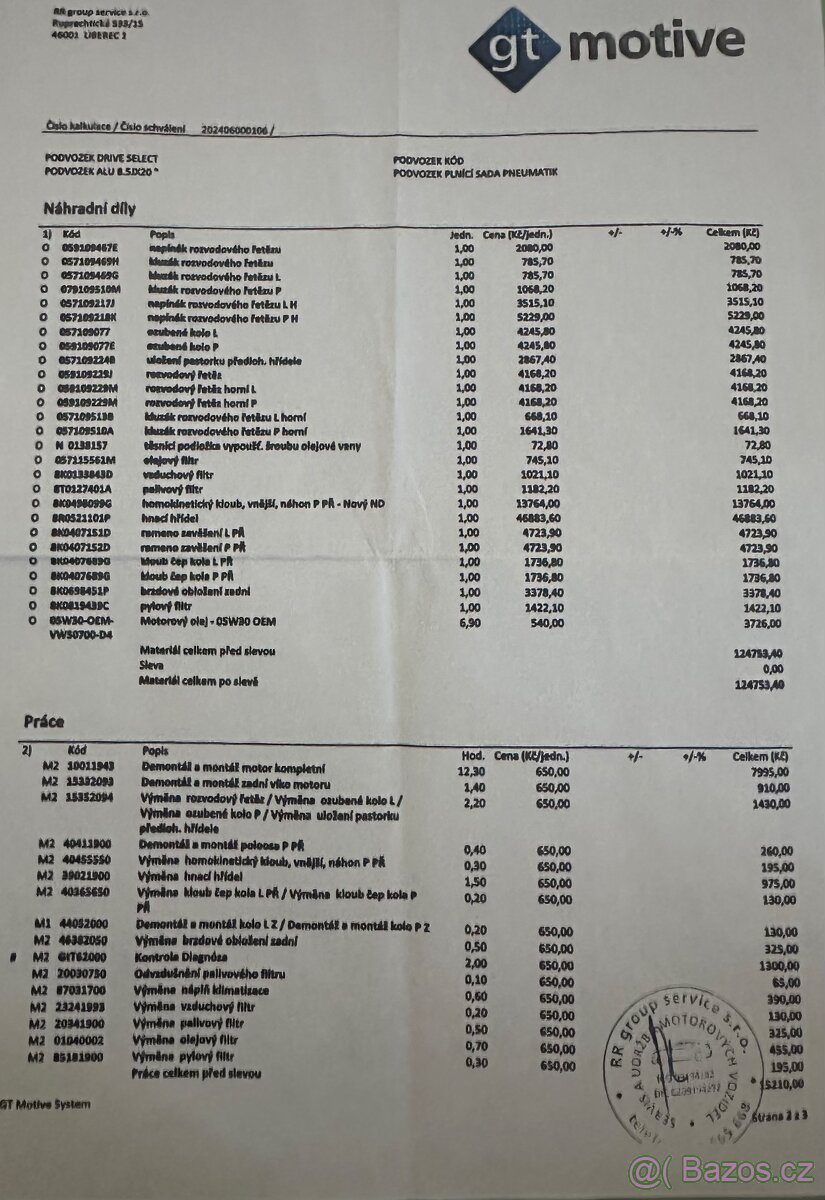 RR group service s.r.o.
Ruprechtická 393/15
46001 LIBEREC 1
gt motive
Číslo kalkulace / Číslo schválení 202406000106 /
PODVOZEK DRIVE SELECT
PODVOZEK ALU 8.5JX20 "
PODVOZEK KÓD
PODVOZEK PLNÍCÍ SADA PNEUMATIK
Náhradní díly
1) Kód Popis Jedn. Cena (Kč/jedn.) +/- +/-% Celkem (Kč)
O 059109467E napínák rozvodového řetězu 1,00 2080,00 2080,00
O 057109469H kluzák rozvodového řetězu 1,00 785,70 785,70
O 057109469G kluzák rozvodového řetězu L 1,00 785,70 785,70
O 079109510M kluzák rozvodového řetězu P 1,00 1068,20 1068,20
O 057109217J napínák rozvodového řetězu L H 1,00 3515,10 3515,10
O 057109218K napínák rozvodového řetězu P H 1,00 5229,00 5229,00
O 057109077 ozubené kolo L 1,00 4245,80 4245,80
O 059109077E ozubené kolo P 1,00 4245,80 4245,80
O 057109224B uložení pastorku předloh. hřídele 1,00 2867,40 2867,40
O 059109229J rozvodový řetěz 1,00 4168,20 4168,20
O 059109229M rozvodový řetěz horní L 1,00 4168,20 4168,20
O 059109229M rozvodový řetěz horní P 1,00 4168,20 4168,20
O 057109513B kluzák rozvodového řetězu L horní 1,00 668,10 668,10
O 057109510A kluzák rozvodového řetězu P horní 1,00 1641,30 1641,30
O N 0138157 těsnící podložka vypoušť. šroubu olejové vany 1,00 72,80 72,80
O 057115561M olejový filtr 1,00 745,10 745,10
O 8K0133843D vzduchový filtr 1,00 1021,10 1021,10
O 8T0127401A palivový filtr 1,00 1182,20 1182,20
O 8K0498099G homokinetický kloub, vnější, náhon P PŘ - Nový ND 1,00 13764,00 13764,00
O 8R0521101P hnací hřídel 1,00 46883,60 46883,60
O 8K0407151D rameno zavěšení L PŘ 1,00 4723,90 4723,90
O 8K0407152D rameno zavěšení P PŘ 1,00 4723,90 4723,90
O 8K0407689G kloub čep kola L PŘ 1,00 1736,80 1736,80
O 8K0407689G kloub čep kola P PŘ 1,00 1736,80 1736,80
O 8K0698451P brzdové obložení zadní 1,00 3378,40 3378,40
O 8K0819439C pylový filtr 1,00 1422,10 1422,10
O 05W30-OEM- Motorový olej - 05W30 OEM 6,90 540,00 3726,00
VW50700-D4
Materiál celkem před slevou 124753,40
Sleva 0,00
Materiál celkem po slevě 124753,40
Práce
2) Kód Popis Hod. Cena (Kč/jedn.) +/- +/-% Celkem (Kč)
M2 10011943 Demontáž a montáž motor kompletní 12,30 650,00 7995,00
M2 15332093 Demontáž a montáž zadní víko motoru 1,40 650,00 910,00
M2 15352094 Výměna rozvodový řetěz / Výměna ozubené kolo L / 2,20 650,00 1430,00
Výměna ozubené kolo P / Výměna uložení pastorku
předloh. hřídele
M2 40411900 Demontáž a montáž poloosa P PŘ 0,40 650,00 260,00
M2 40455550 Výměna homokinetický kloub, vnější, náhon P PŘ 0,30 650,00 195,00
M2 39021900 Výměna hnací hřídel 1,50 650,00 975,00
M2 40365650 Výměna kloub čep kola L PŘ / Výměna kloub čep kola P 0,20 650,00 130,00
PŘ
M1 44052000 Demontáž a montáž kolo L Z / Demontáž a montáž kolo P Z 0,20 650,00 130,00
M2 46382050 Výměna brzdové obložení zadní 0,50 650,00 325,00
# M2 GIT62000 Kontrola Diagnóza 2,00 650,00 1300,00
M2 20030750 Odvzdušnění palivového filtru 0,10 650,00 65,00
M2 87031700 Výměna náplň klimatizace 0,60 650,00 390,00
M2 23241993 Výměna vzduchový filtr 0,20 650,00 130,00
M2 20341900 Výměna palivový filtr 0,50 650,00 325,00
M2 01040002 Výměna olejový filtr 0,70 650,00 455,00
M2 85181900 Výměna pylový filtr 0,30 650,00 195,00
Práce celkem před slevou 15210,00
RR group service s.r.o.
SERVIS A ÚDRŽBA MOTOROVÝCH VOZIDEL
GT Motive System
Strana 2 z 3
@( Bazos.cz